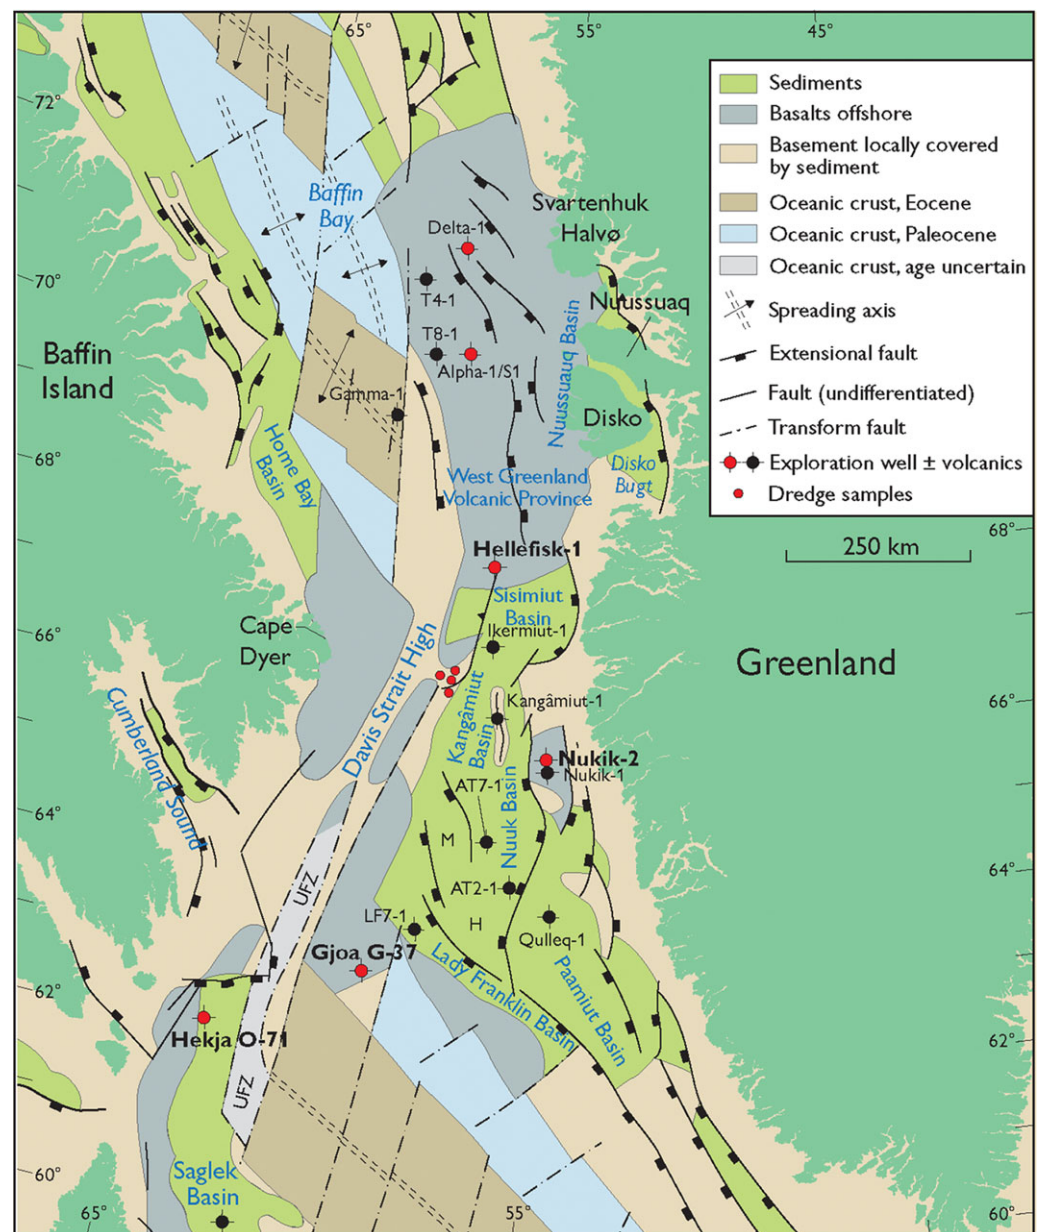 65°
55°
45°
72°
Sediments
Basalts offshore
Basement locally covered
by sediment
Oceanic crust, Eocene
Oceanic crust, Paleocene
Oceanic crust, age uncertain
Spreading axis
Extensional fault
Fault (undifferentiated)
Transform fault
Exploration well ± volcanics
Dredge samples
250 km
Baffin
Bay
Svartenhuk
Halvø
Delta-1
70°
T4-1
Nuussuaq
T8-1
Alpha-1/S1
Nuussuaq Basin
Baffin
Island
Gamma-1
Disko
Home Bay
Basin
68°
Disko
Bugt
West Greenland
Volcanic Province
68°
Hellefisk-1
Sisimiut
Basin
66°
Cape
Dyer
Ikermiut-1
Greenland
Davis Strait High
Kangâmiut
Basin
Kangâmiut-1
66°
Cumberland Sound
Nukik-2
Nukik-1
AT7-1
Nuuk Basin
64°
M
64°
UFZ
AT2-1
LF7-1
H
Qulleq-1
Gjoa G-37
Lady Franklin Basin
Paamiut Basin
62°
Hekja O-71
62°
UFZ
60°
Saglek
Basin
65°
55°
60°